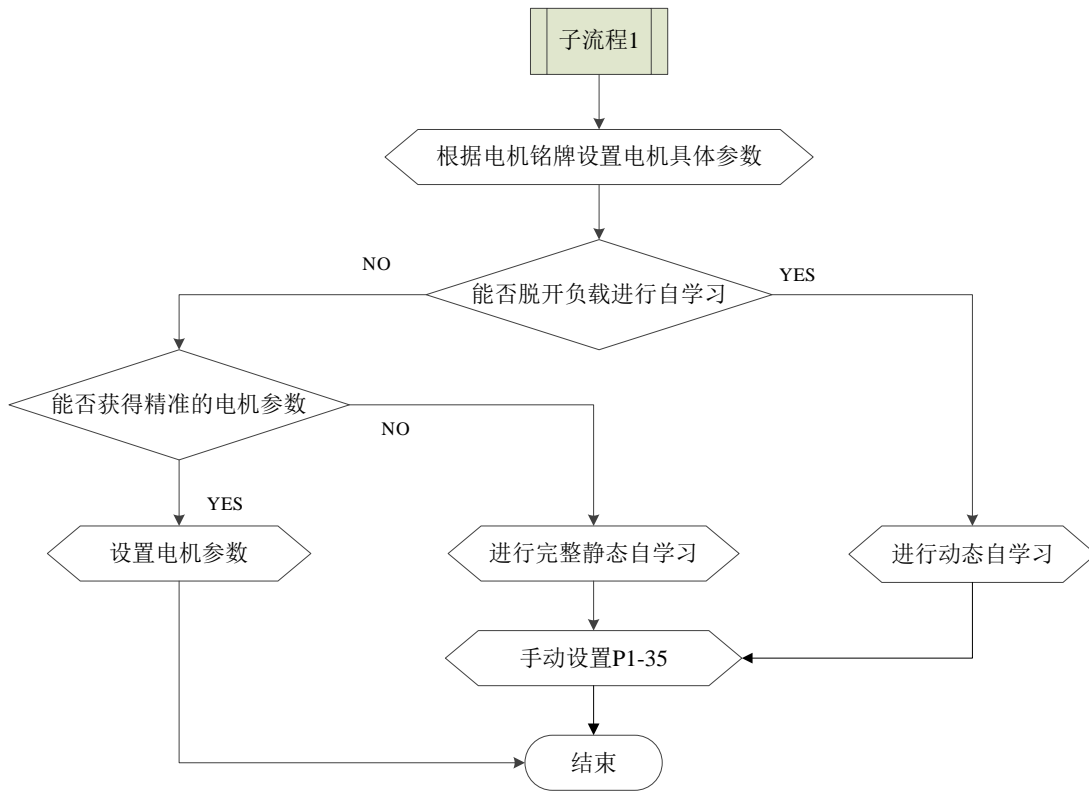 子流程1
根据电机铭牌设置电机具体参数
NO
YES
能否脱开负载进行自学习
能否获得精准的电机参数
NO
YES
设置电机参数
进行完整静态自学习
进行动态自学习
手动设置P1-35
结束